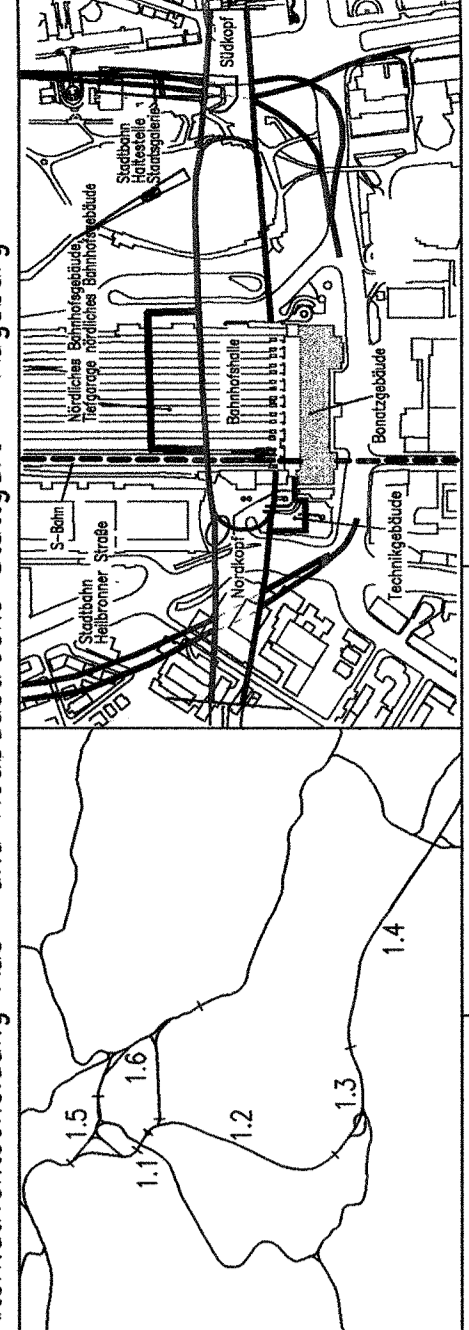 Stadtbahn
Heilbronner Straße
S-Bahn
Nördliches Bahnhofsgebäude,
Tiefgarage nördliches Bahnhofsgebäude
Stadtbahn
Haltestelle
Staatsgalerie
Nordkopf
Bahnhofshalle
Südkopf
Technikgebäude
Bonatzgebäude
1.5
1.1
1.6
1.2
1.3
1.4